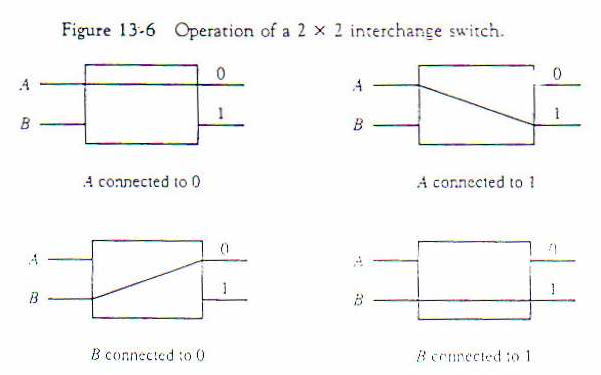 Figure 13-6 Operation of a 2 × 2 interchange switch.
A 0
B 1
A connected to 0
A 0
B 1
A connected to 1
A 0
B 1
B connected to 0
A 0
B 1
B connected to 1